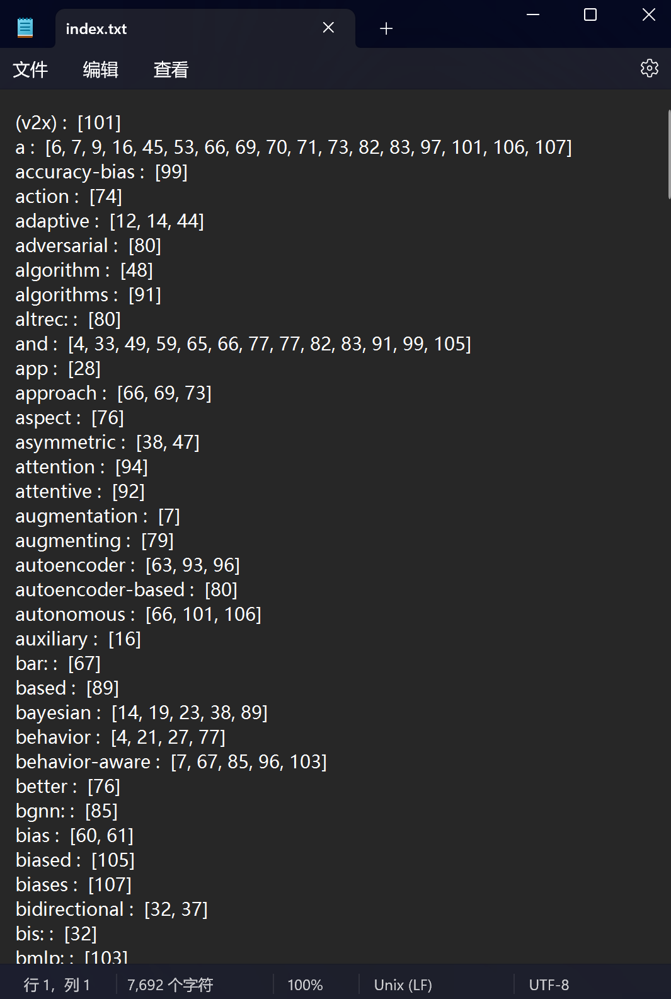 index.txt
文件 编辑 查看
(v2x) : [101]
a : [6, 7, 9, 16, 45, 53, 66, 69, 70, 71, 73, 82, 83, 97, 101, 106, 107]
accuracy-bias : [99]
action : [74]
adaptive : [12, 14, 44]
adversarial : [80]
algorithm : [48]
algorithms : [91]
altrec: : [80]
and : [4, 33, 49, 59, 65, 66, 77, 77, 82, 83, 91, 99, 105]
app : [28]
approach : [66, 69, 73]
aspect : [76]
asymmetric : [38, 47]
attention : [94]
attentive : [92]
augmentation : [7]
augmenting : [79]
autoencoder : [63, 93, 96]
autoencoder-based : [80]
autonomous : [66, 101, 106]
auxiliary : [16]
bar: : [67]
based : [89]
bayesian : [14, 19, 23, 38, 89]
behavior : [4, 21, 27, 77]
behavior-aware : [7, 67, 85, 96, 103]
better : [76]
bgnn: : [85]
bias : [60, 61]
biased : [105]
biases : [107]
bidirectional : [32, 37]
bis: : [32]
bmlp: : [103]
行 1, 列 1 7,692 个字符 100% Unix (LF) UTF-8